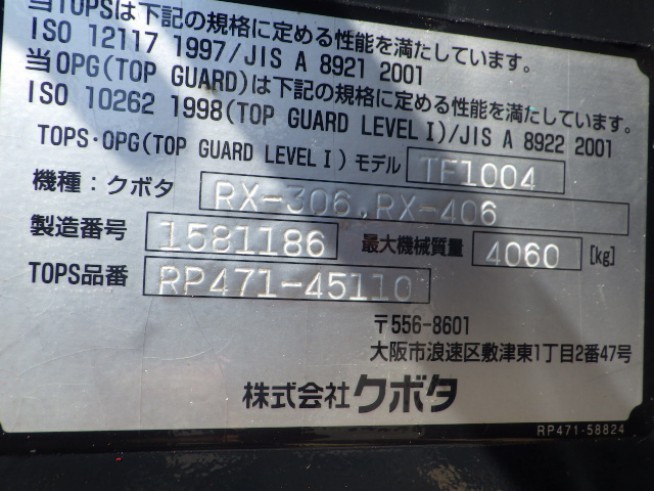 当TOPSは下記の規格に定める性能を満たしています。
ISO 12117 1997/JIS A 8921 2001
当OPG(TOP GUARD)は下記の規格に定める性能を満たしています。
ISO 10262 1998(TOP GUARD LEVEL I)/JIS A 8922 2001
TOPS・OPG(TOP GUARD LEVEL I) モデル TF1004
機種：クボタ RX-306,RX-406
製造番号 1581186 最大機械質量 4060 [kg]
TOPS品番 RP471-45110
〒556-8601
大阪市浪速区敷津東1丁目2番47号
株式会社クボタ
RP471-58824